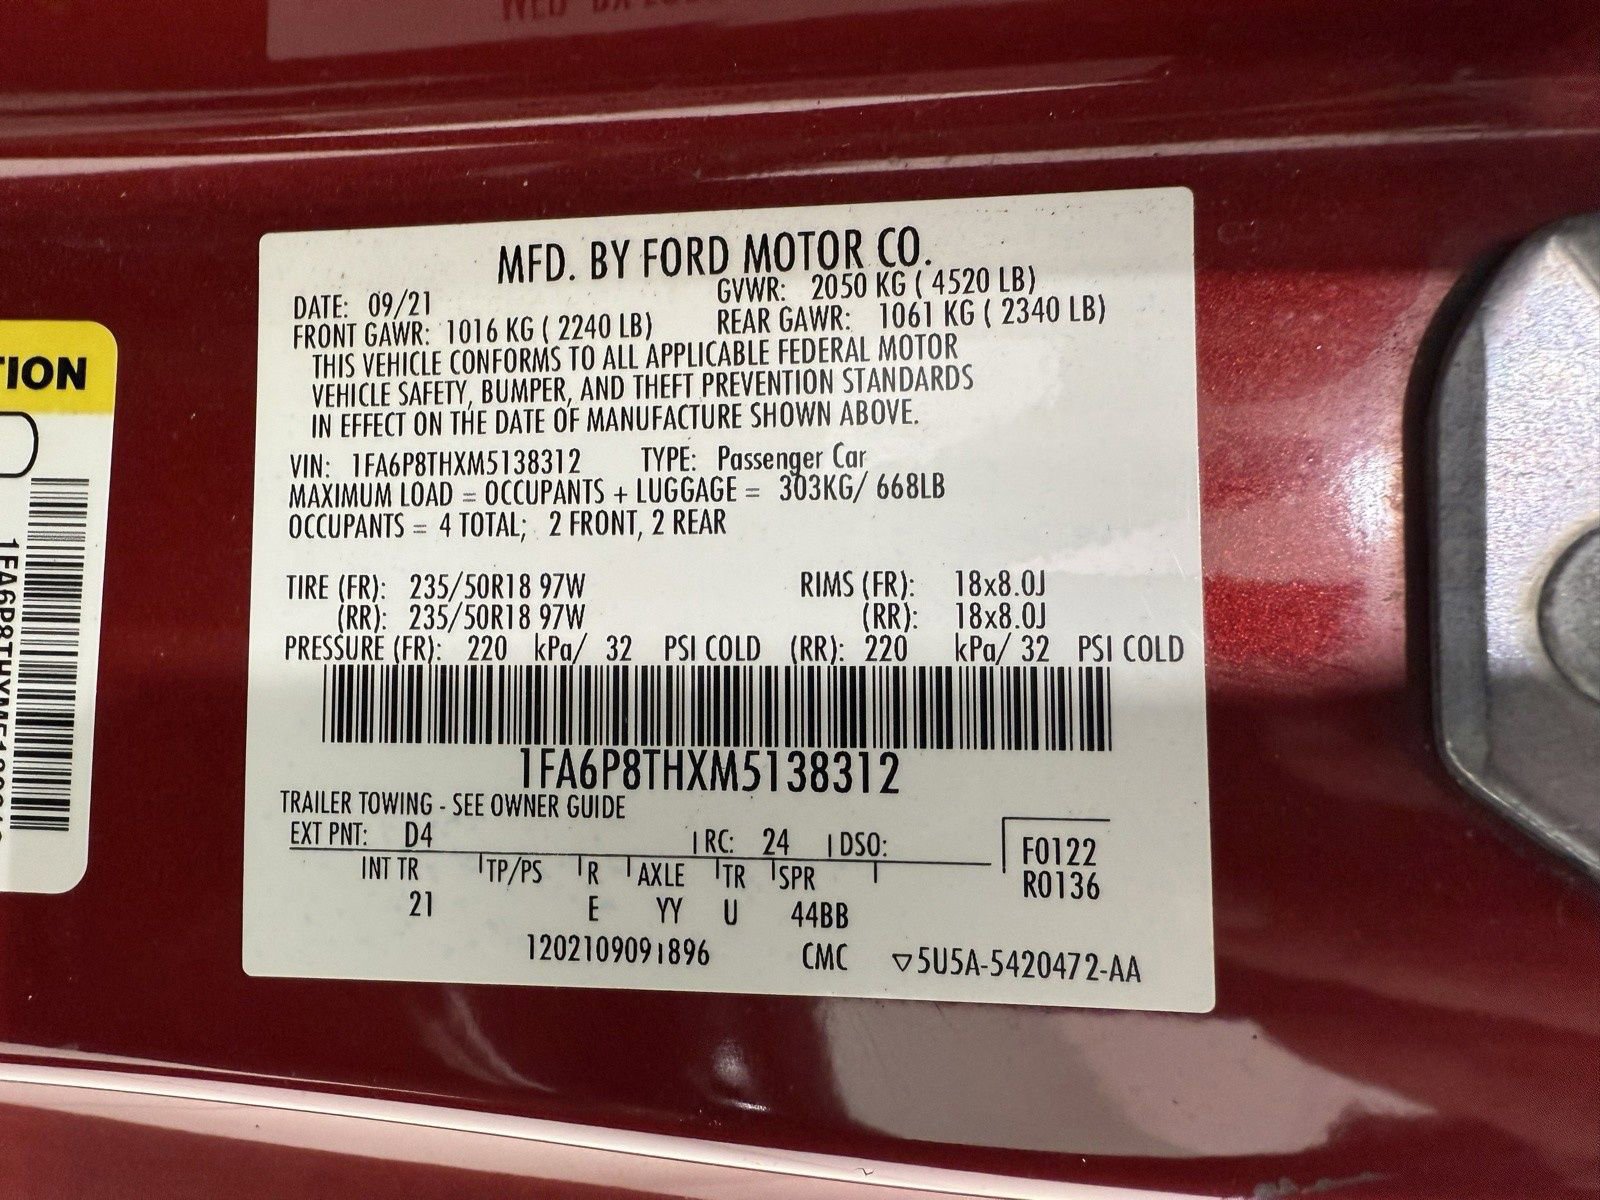 MFD. BY FORD MOTOR CO.
DATE: 09/21 GVWR: 2050 KG ( 4520 LB)
FRONT GAWR: 1016 KG ( 2240 LB) REAR GAWR: 1061 KG ( 2340 LB)
THIS VEHICLE CONFORMS TO ALL APPLICABLE FEDERAL MOTOR
VEHICLE SAFETY, BUMPER, AND THEFT PREVENTION STANDARDS
IN EFFECT ON THE DATE OF MANUFACTURE SHOWN ABOVE.
VIN: 1FA6P8THXM5138312 TYPE: Passenger Car
MAXIMUM LOAD = OCCUPANTS + LUGGAGE = 303KG/ 668LB
OCCUPANTS = 4 TOTAL; 2 FRONT, 2 REAR
TIRE (FR): 235/50R18 97W RIMS (FR): 18x8.0J
(RR): 235/50R18 97W (RR): 18x8.0J
PRESSURE (FR): 220 kPa/ 32 PSI COLD (RR): 220 kPa/ 32 PSI COLD
1FA6P8THXM5138312
TRAILER TOWING - SEE OWNER GUIDE
EXT PNT: D4 RC: 24 DSO:
F0122
R0136
INT TR TP/PS R AXLE TR SPR
21 E YY U 44BB
1202109091896 CMC ▽5U5A-5420472-AA
TION